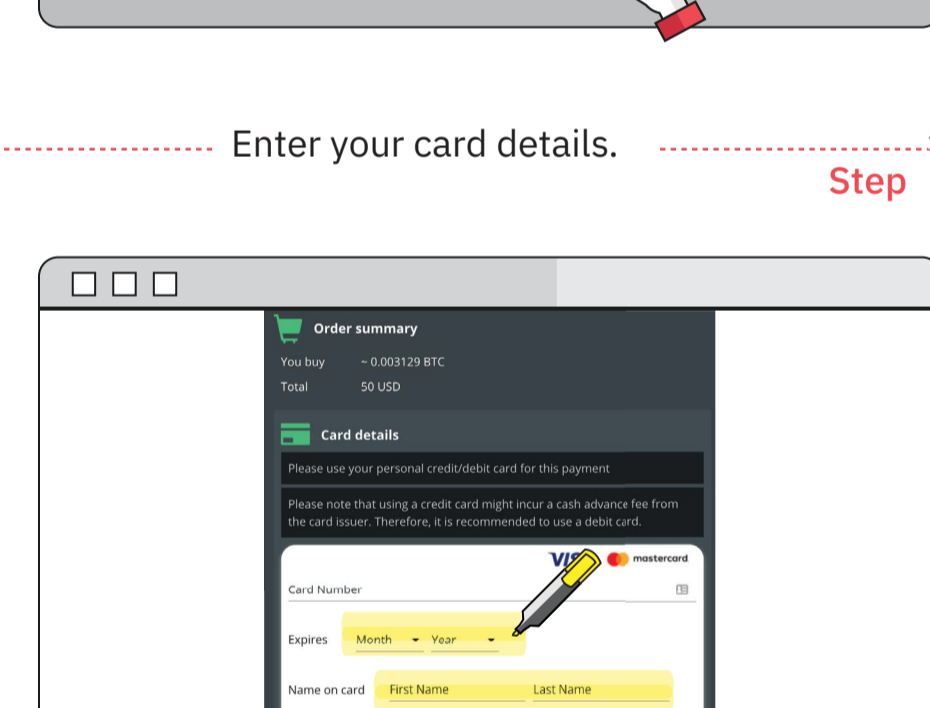 Enter your card details.
Step
Order summary
You buy ~ 0.003129 BTC
Total 50 USD
Card details
Please use your personal credit/debit card for this payment
Please note that using a credit card might incur a cash advance fee from
the card issuer. Therefore, it is recommended to use a debit card.
mastercard
Card Number
Expires Month Year
Name on card First Name Last Name